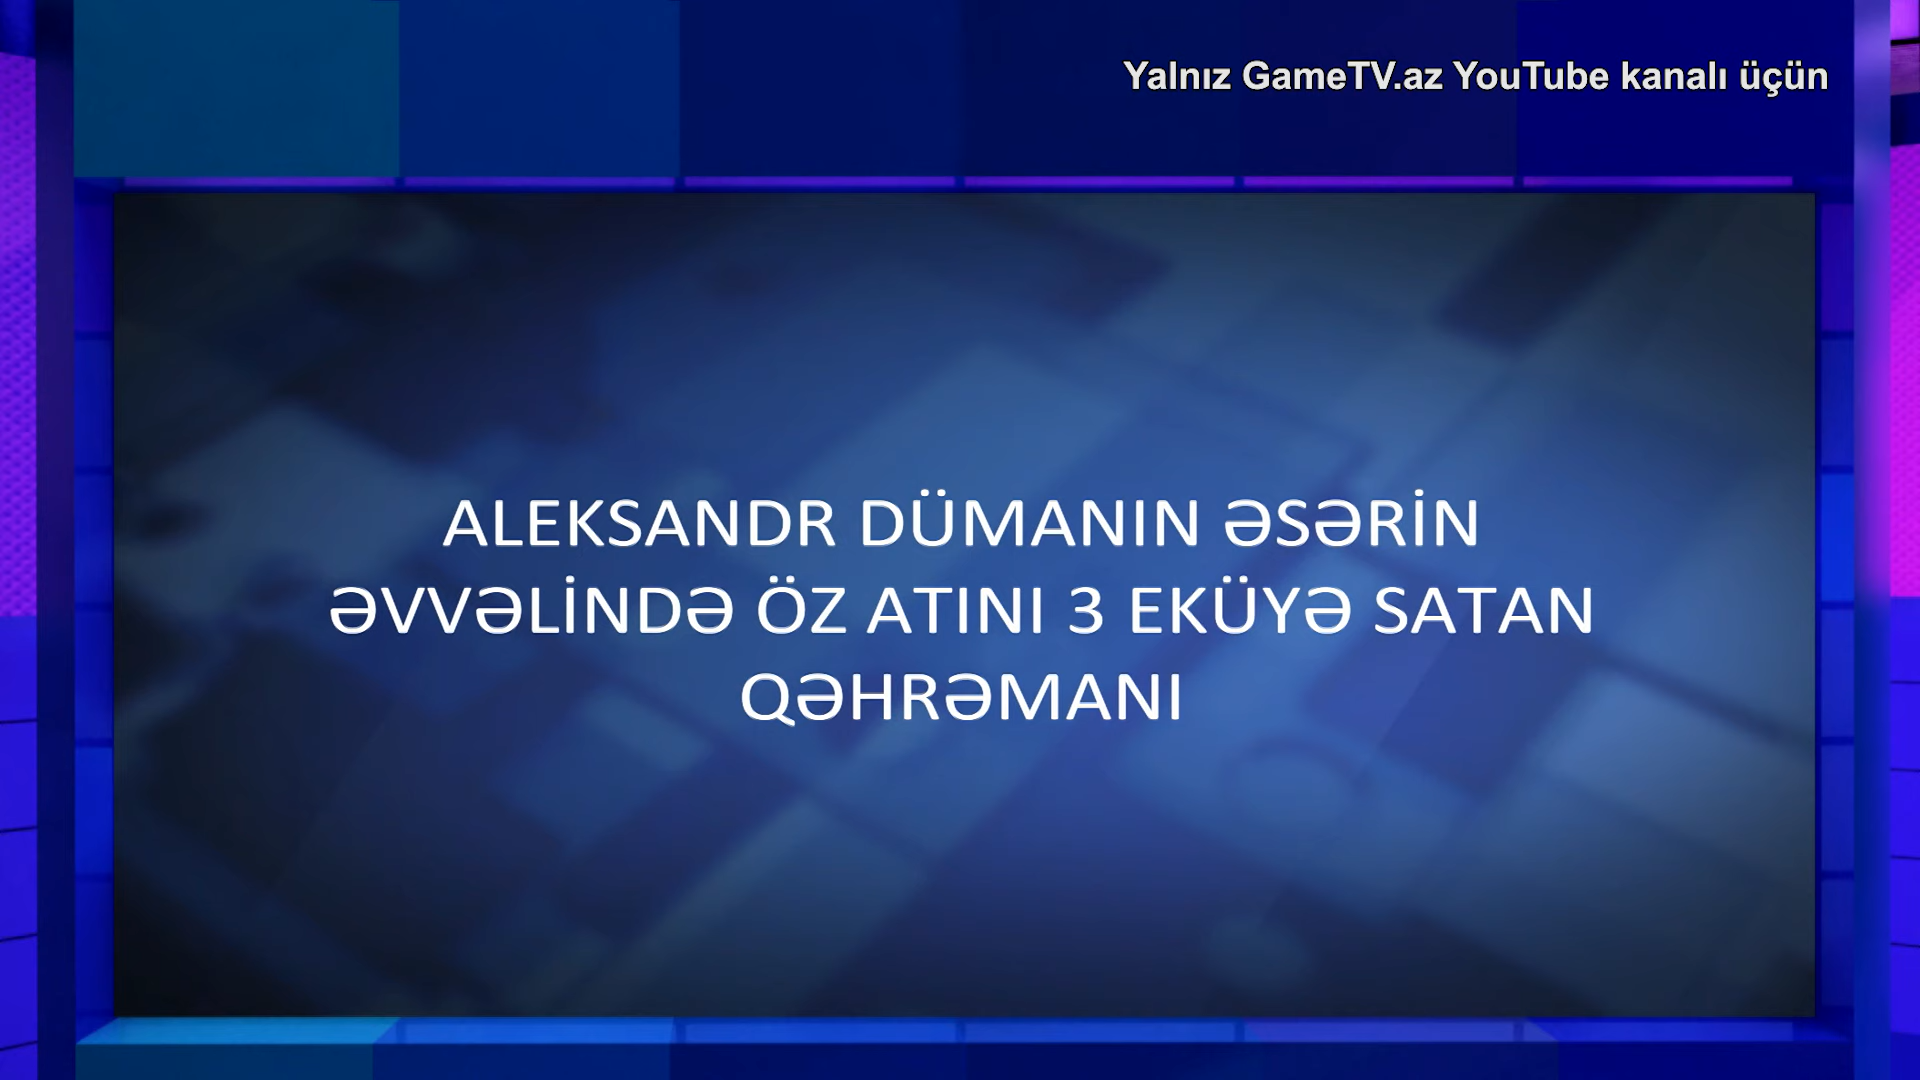 Yalnız GameTV.az YouTube kanalı üçün
ALEKSANDR DÜMANIN ƏSƏRİN
ƏVVƏLİNDƏ ÖZ ATINI 3 EKÜYƏ SATAN
QƏHRƏMANI